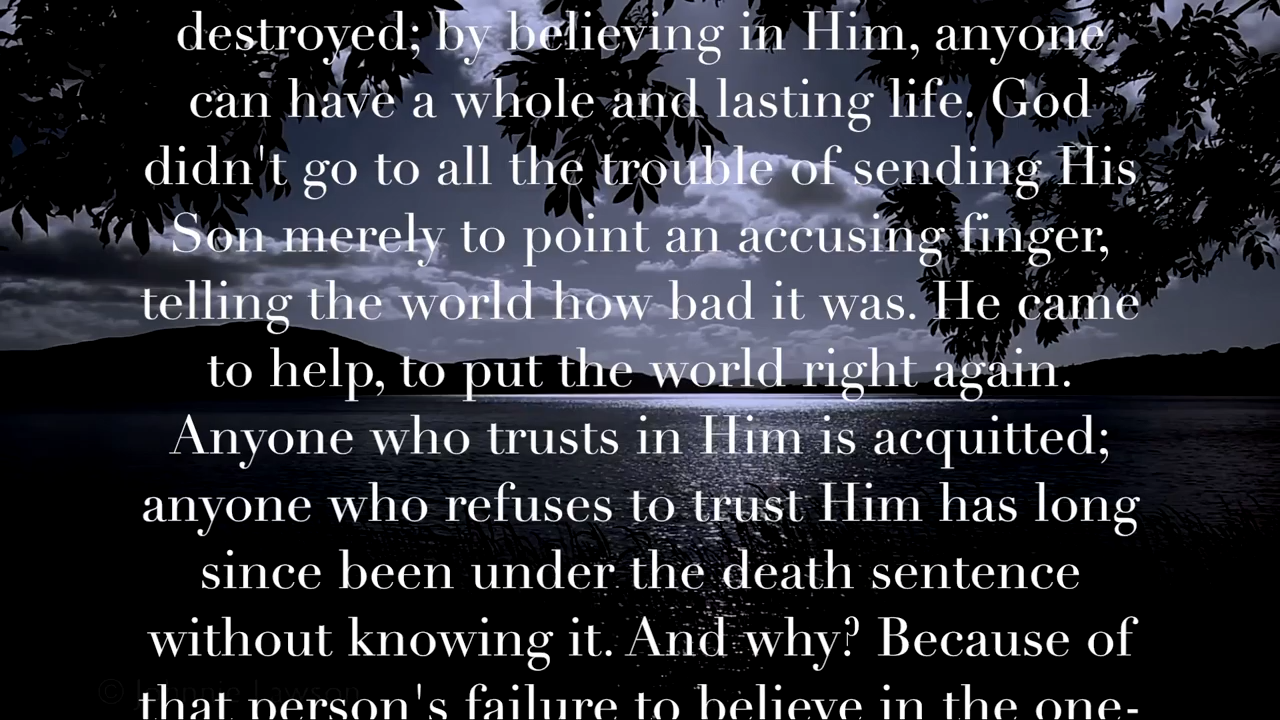 destroyed; by believing in Him, anyone
can have a whole and lasting life. God
didn't go to all the trouble of sending His
Son merely to point an accusing finger,
telling the world how bad it was. He came
to help, to put the world right again.
Anyone who trusts in Him is acquitted;
anyone who refuses to trust Him has long
since been under the death sentence
without knowing it. And why? Because of
© Johnnie Lawson
that person's failure to believe in the one-